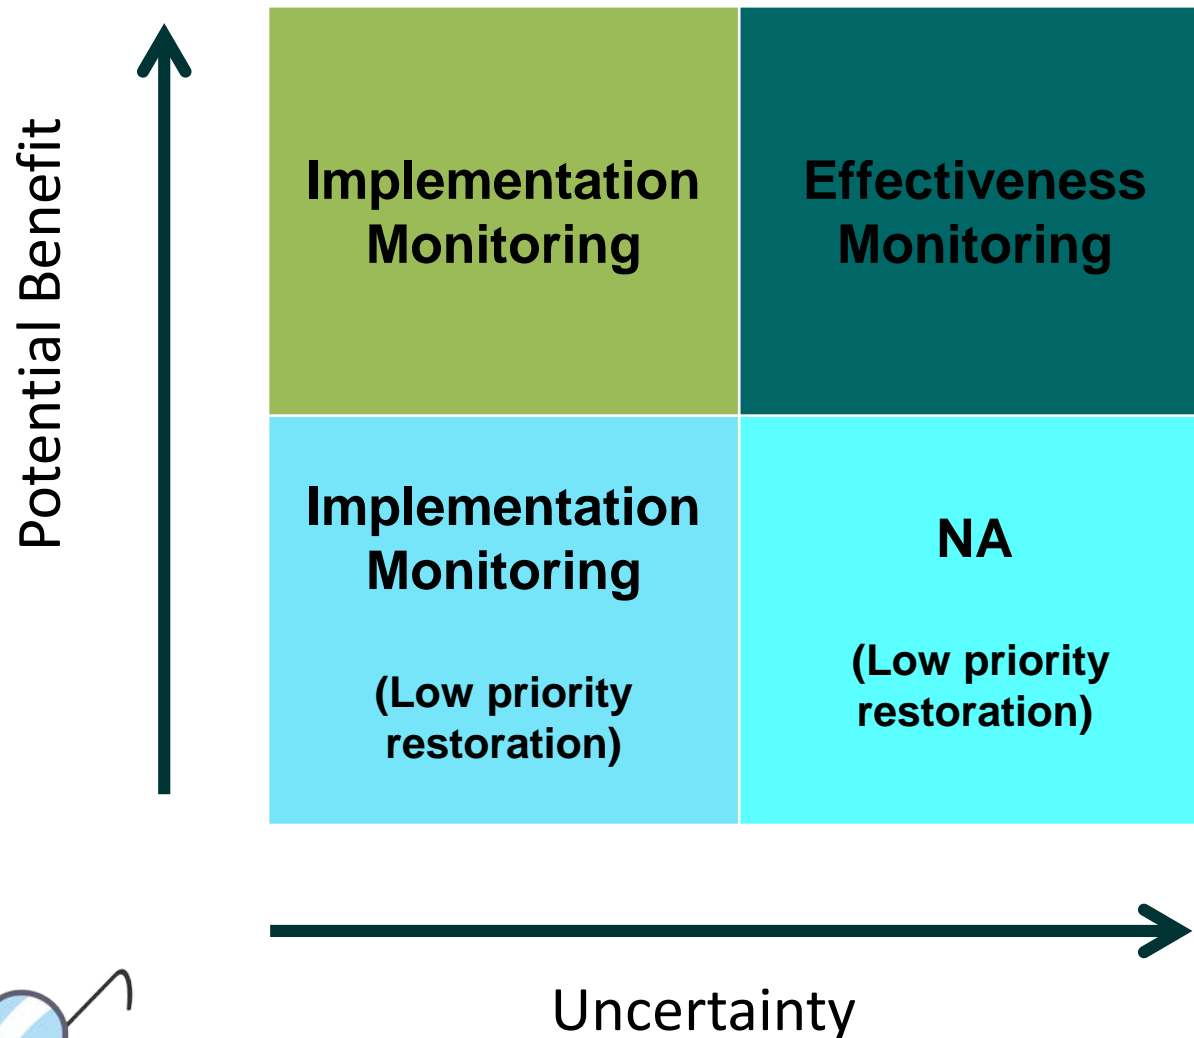 Potential Benefit
Implementation
Monitoring
Effectiveness
Monitoring
Implementation
Monitoring
(Low priority
restoration)
NA
(Low priority
restoration)
Uncertainty